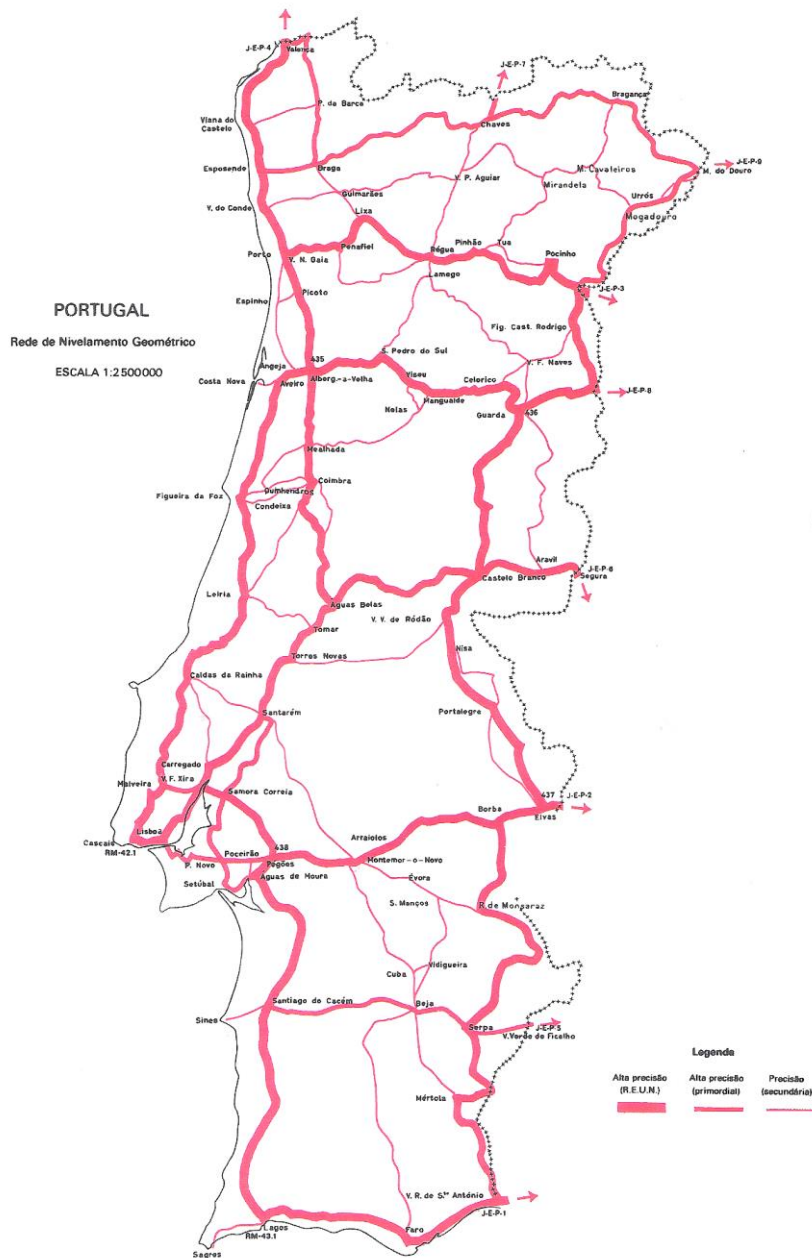 J-E-P-4
Valença
J-E-P-7
Bragança
P. da Barca
Viana do
Castelo
Chaves
J-E-P-9
M. do Douro
Esposende
Braga
V. P. Aguiar
M. Cavaleiros
Mirandela
Guimarães
Urrós
V. do Conde
Lixa
Mogadouro
Porto
V. N. Gaia
Penafiel
Régua
Pinhão
Tua
Pocinho
Lamego
J-E-P-3
Espinho
Picoto
PORTUGAL
Rede de Nivelamento Geométrico
ESCALA 1:2500000
Fig. Cast. Rodrigo
S. Pedro do Sul
435
V. F. Naves
Angeja
Costa Nova
Aveiro
Alberg.-a-Velha
Viseu
Celorico
J-E-P-8
Mangualde
Nelas
Guarda
436
Mealhada
Coimbra
Figueira da Foz
Condeixa
Aravil
J-E-P-6
Segura
Castelo Branco
Leiria
Aguas Belas
V. V. de Ródão
Tomar
Nisa
Torres Novas
Caldas da Rainha
Portalegre
Santarém
Carregado
V. F. Xira
Malveira
Samora Correia
437
J-E-P-2
Borba
Elvas
Lisboa
Cascais
RM-42.1
Arraiolos
438
Poceirão
P. Novo
Pegões
Montemor-o-Novo
Setúbal
Aguas de Moura
Évora
S. Manços
R. de Monsaraz
Vidigueira
Cuba
Santiago do Cacém
Beja
Sines
Serpa
J-E-P-5
V. Verde de Ficalho
Legenda
Alta precisão
(R.E.U.N.)
Alta precisão
(primordial)
Precisão
(secundária)
Mértola
V. R. de S.to António
J-E-P-1
Lagos
RM-43.1
Faro
Sagres